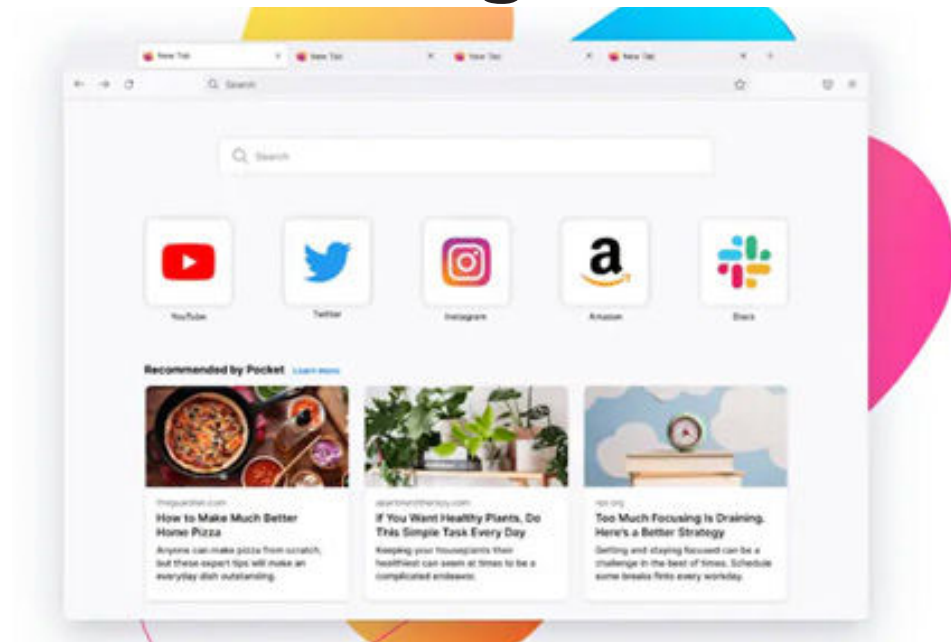 New Tab New Tab New Tab New Tab
Search
Search
YouTube Twitter Instagram Amazon Slack
Recommended by Pocket Learn more
theguardian.com
How to Make Much Better
Home Pizza
Anyone can make pizza from scratch,
but these expert tips will make an
everyday dish outstanding.
apartmenttherapy.com
If You Want Healthy Plants, Do
This Simple Task Every Day
Keeping your houseplants their
healthiest can seem at times to be a
complicated endeavor.
npr.org
Too Much Focusing Is Draining.
Here's a Better Strategy
Getting and staying focused can be a
challenge in the best of times. Schedule
some breaks into every workday.